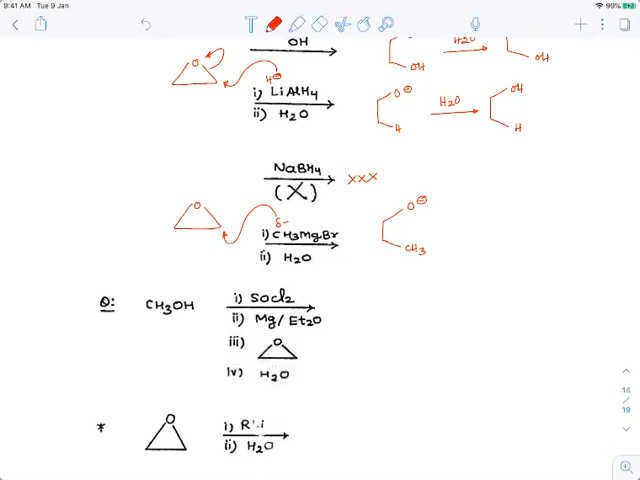 9:41 AM Tue 9 Jan
99%
T
OH
H2O
O
OH
OH
H⊖
i) LiAlH4
ii) H2O
O⊖
H
H2O
OH
H
NaBH4
(X)
XXX
O
δ-
i) CH3MgBr
ii) H2O
O⊖
CH3
Q:
CH3OH
i) SOCl2
ii) Mg/Et2O
iii)
O
iv) H2O
*
O
i) R'Li
ii) H2O
14
/
19